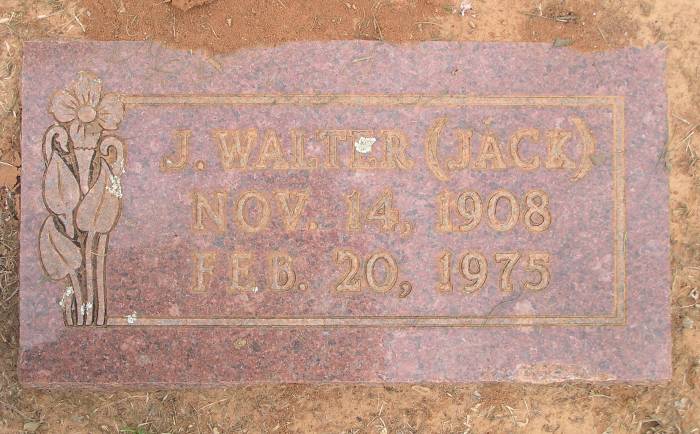 J. WALTER (JACK)
NOV. 14, 1908
FEB. 20, 1975